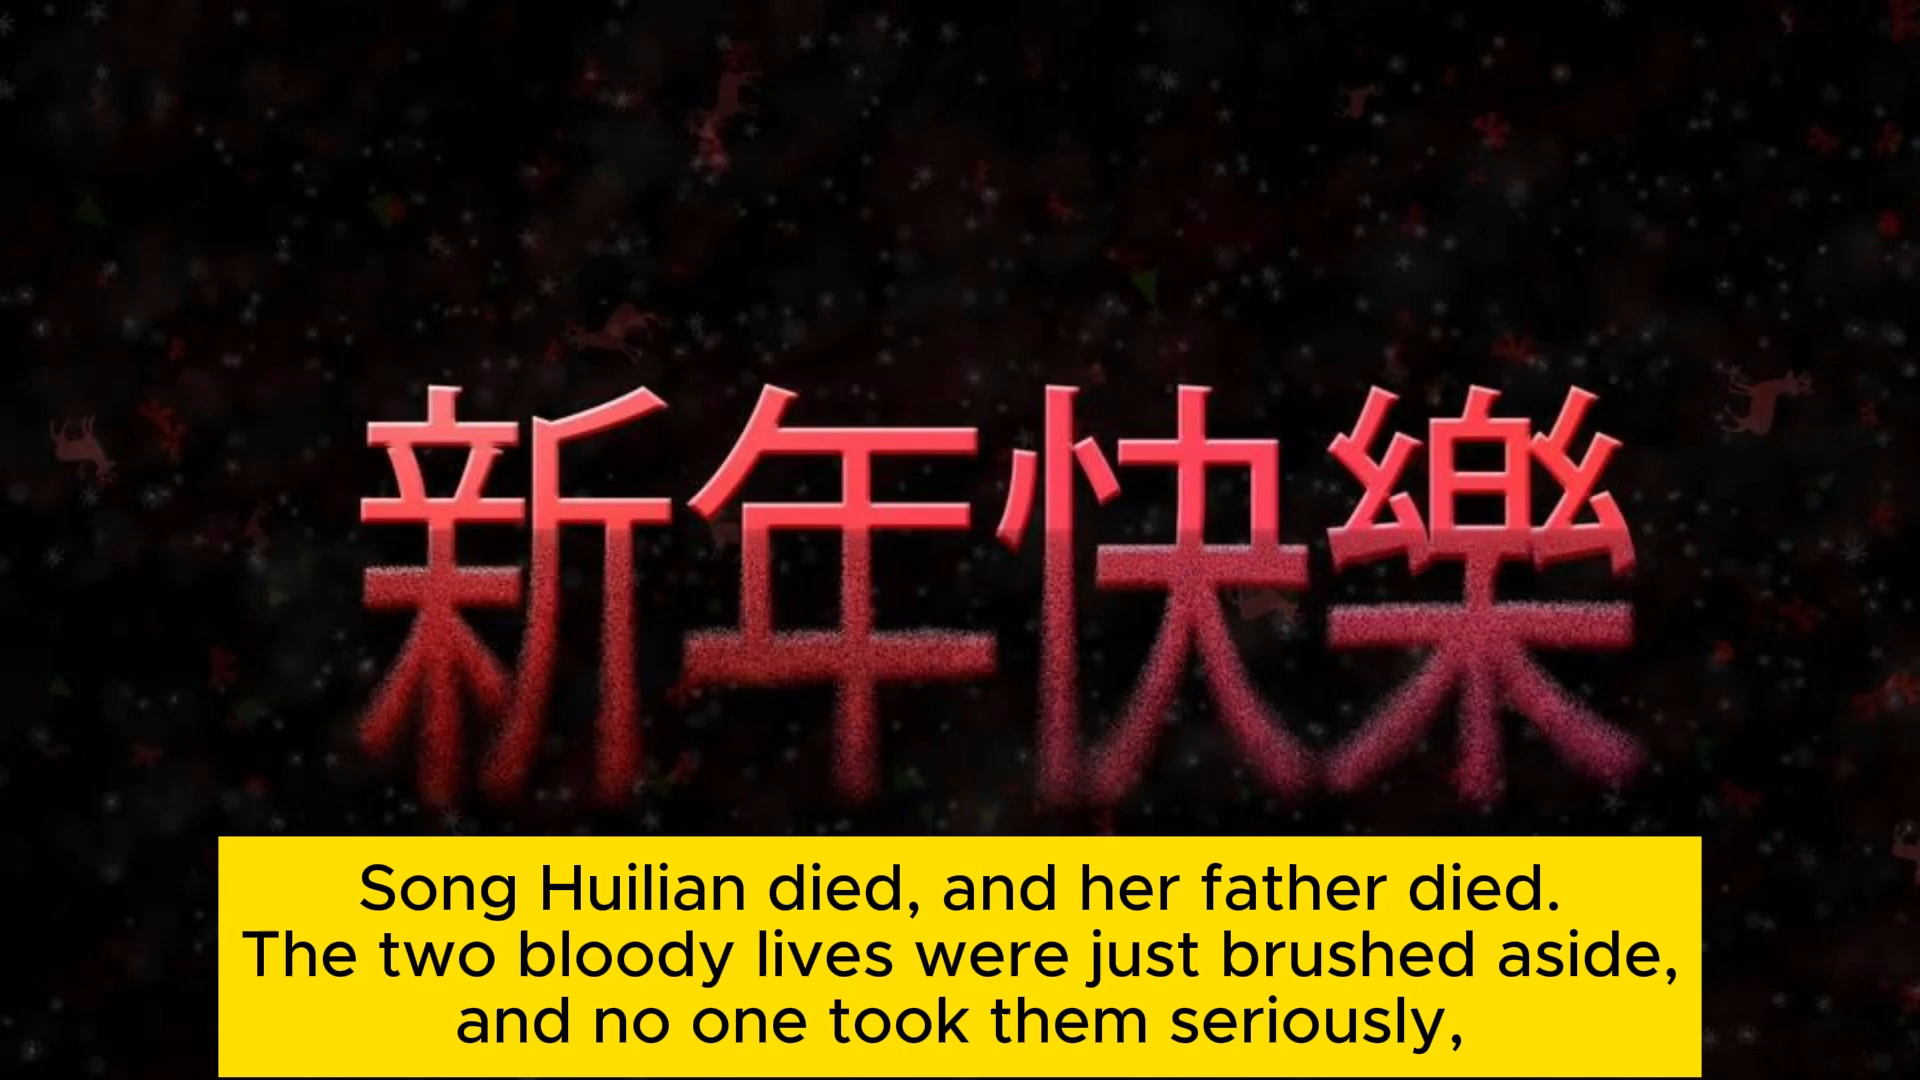 新年快樂
Song Huilian died, and her father died.
The two bloody lives were just brushed aside,
and no one took them seriously,